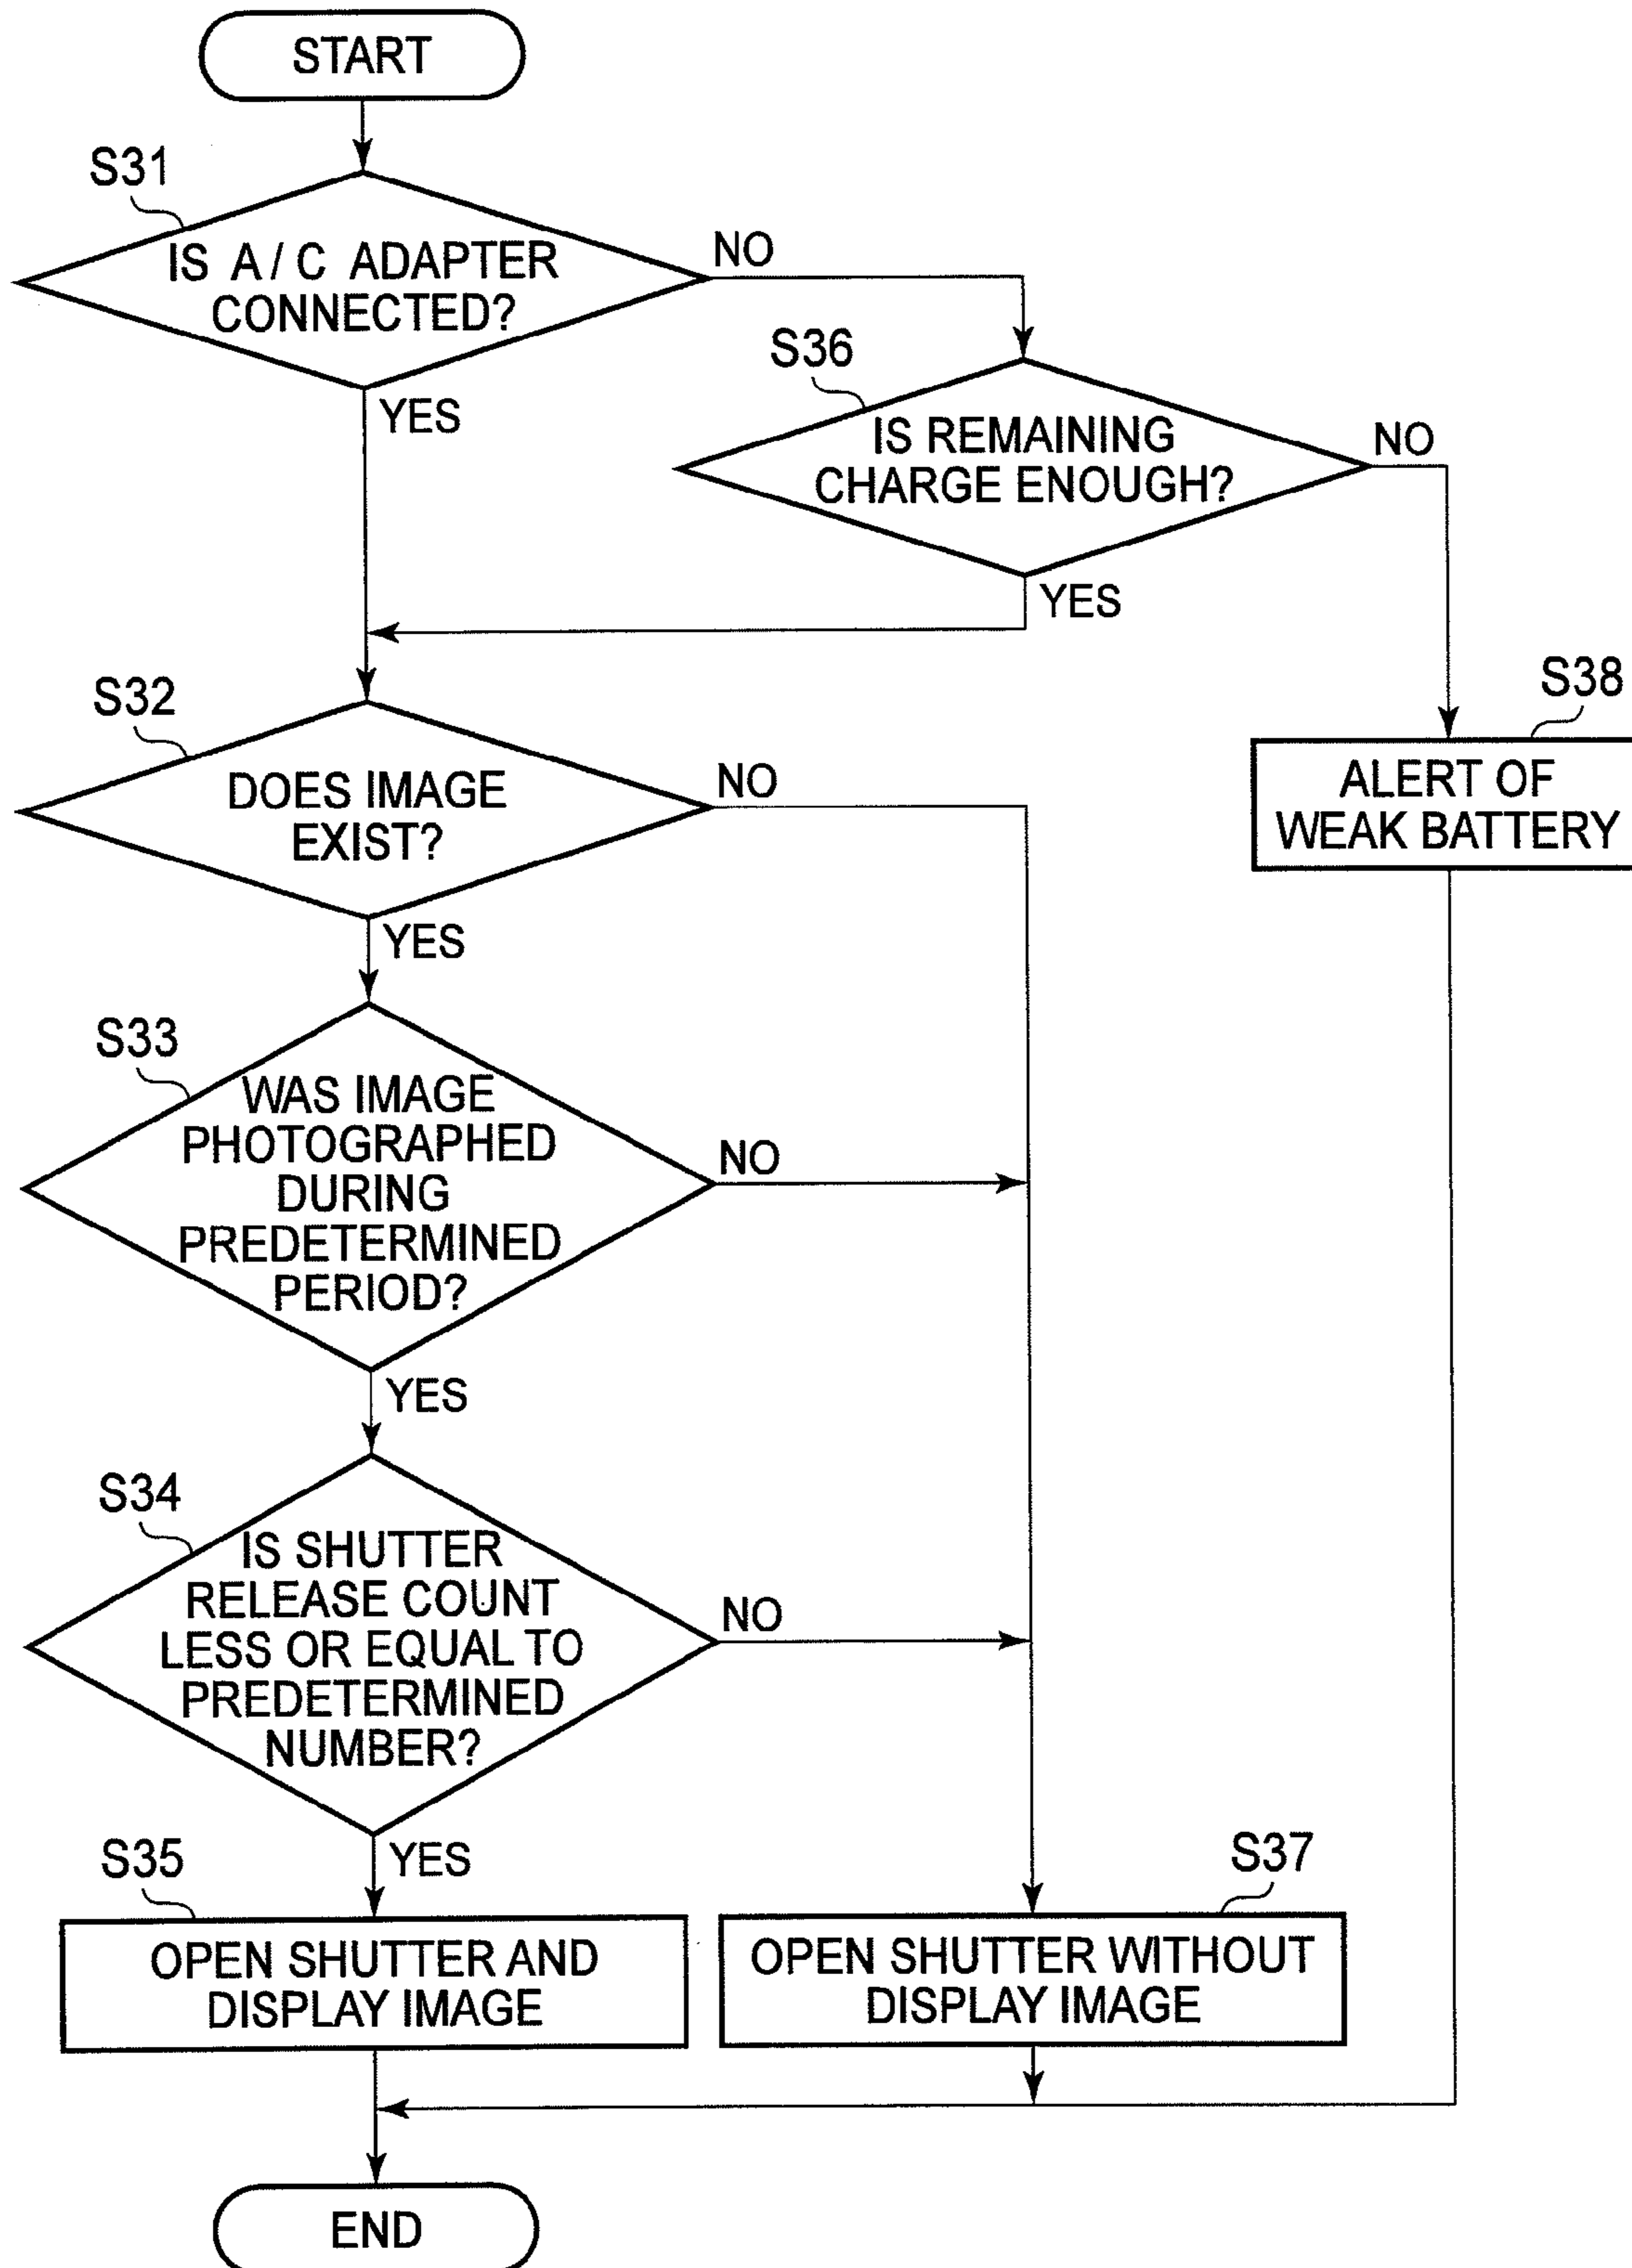 START
S31
IS A / C ADAPTER
CONNECTED?
NO
YES
S36
IS REMAINING
CHARGE ENOUGH?
NO
YES
S32
DOES IMAGE
EXIST?
NO
YES
S38
ALERT OF
WEAK BATTERY
S33
WAS IMAGE
PHOTOGRAPHED
DURING
PREDETERMINED
PERIOD?
NO
YES
S34
IS SHUTTER
RELEASE COUNT
LESS OR EQUAL TO
PREDETERMINED
NUMBER?
NO
YES
S35
OPEN SHUTTER AND
DISPLAY IMAGE
S37
OPEN SHUTTER WITHOUT
DISPLAY IMAGE
END